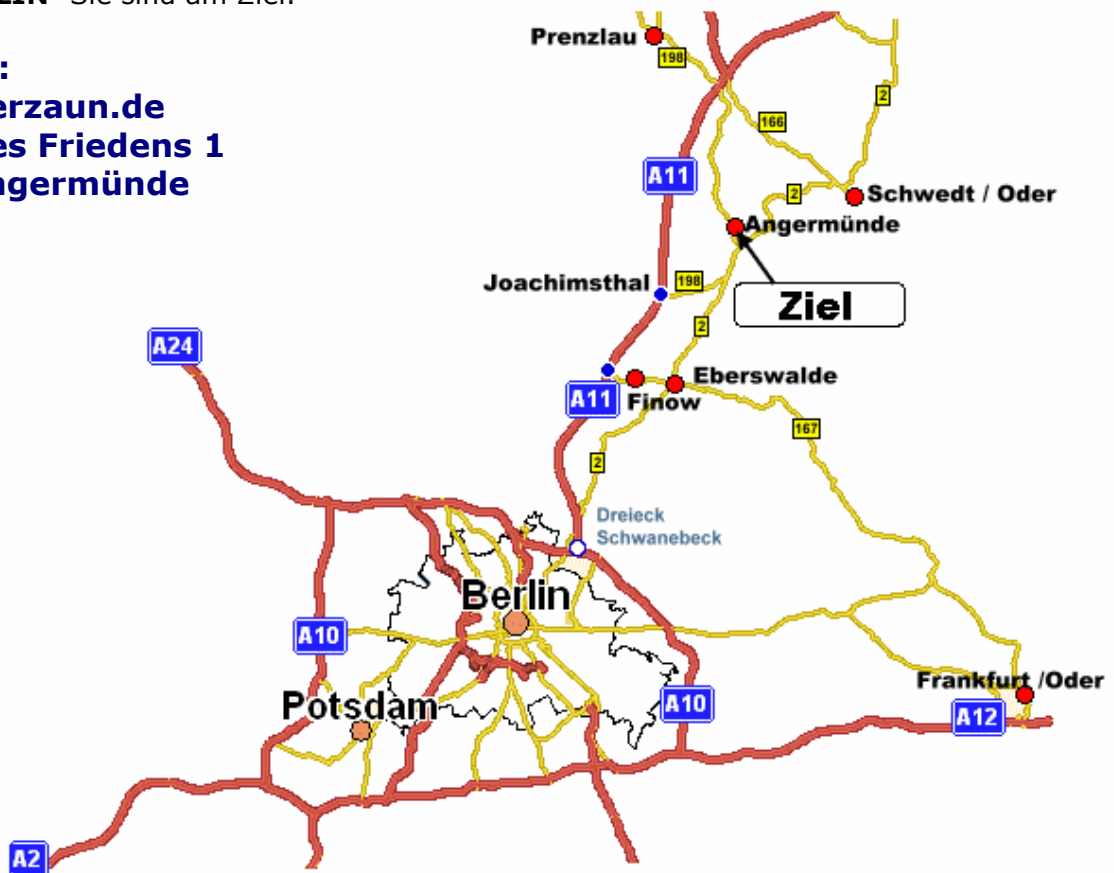 LIN" Sie sind am Ziel.
:
erzaun.de
es Friedens 1
ngermünde
Prenzlau
198
2
166
A11
Schwedt / Oder
2
Angermünde
Joachimsthal
198
Ziel
2
A24
Eberswalde
A11
Finow
167
2
Dreieck
Schwanebeck
Berlin
A10
Frankfurt /Oder
Potsdam
A10
A12
A2